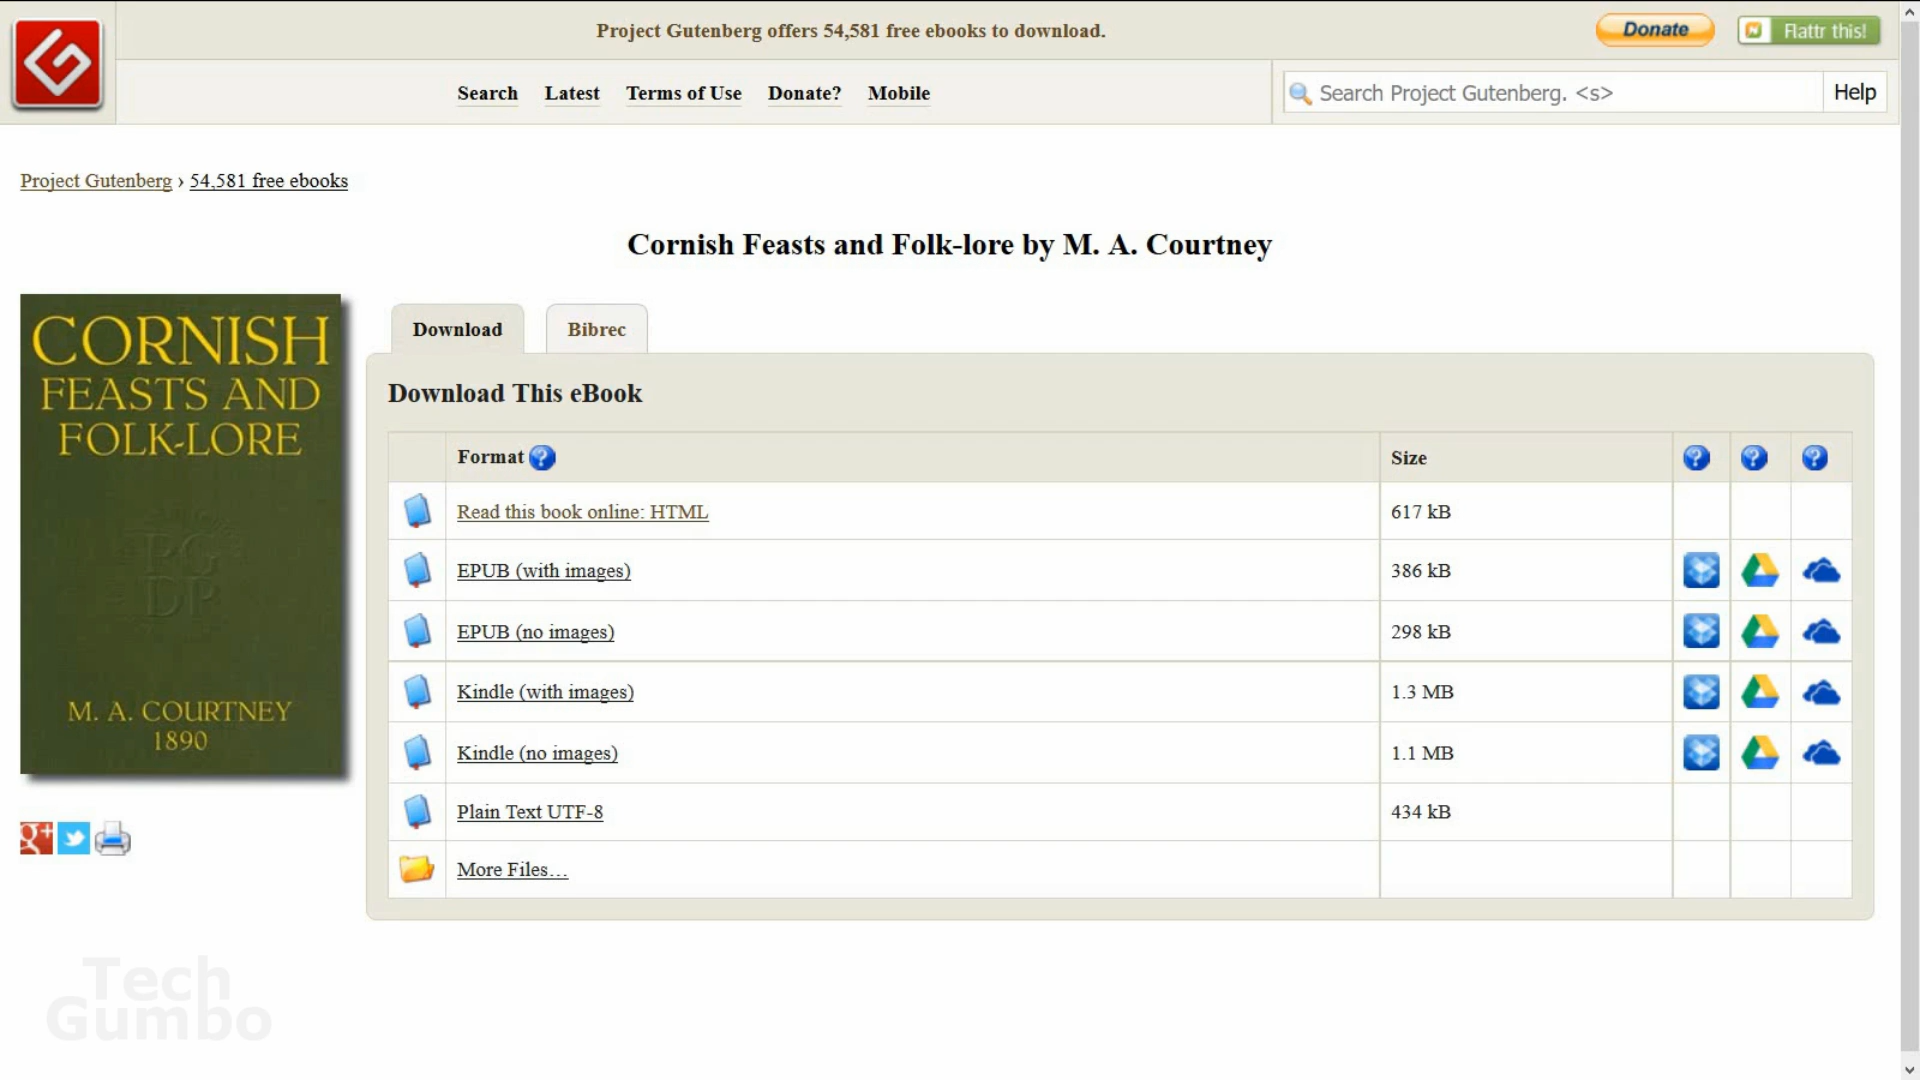 Project Gutenberg offers 54,581 free ebooks to download.
Donate
Flattr this!
Search Latest Terms of Use Donate? Mobile
Search Project Gutenberg. <s>
Help
Project Gutenberg › 54,581 free ebooks
Cornish Feasts and Folk-lore by M. A. Courtney
CORNISH
FEASTS AND
FOLK-LORE
PG
DP
M. A. COURTNEY
1890
g+
Download Bibrec
Download This eBook
Format ? Size ? ? ?
Read this book online: HTML 617 kB
EPUB (with images) 386 kB
EPUB (no images) 298 kB
Kindle (with images) 1.3 MB
Kindle (no images) 1.1 MB
Plain Text UTF-8 434 kB
More Files…
Tech
Gumbo